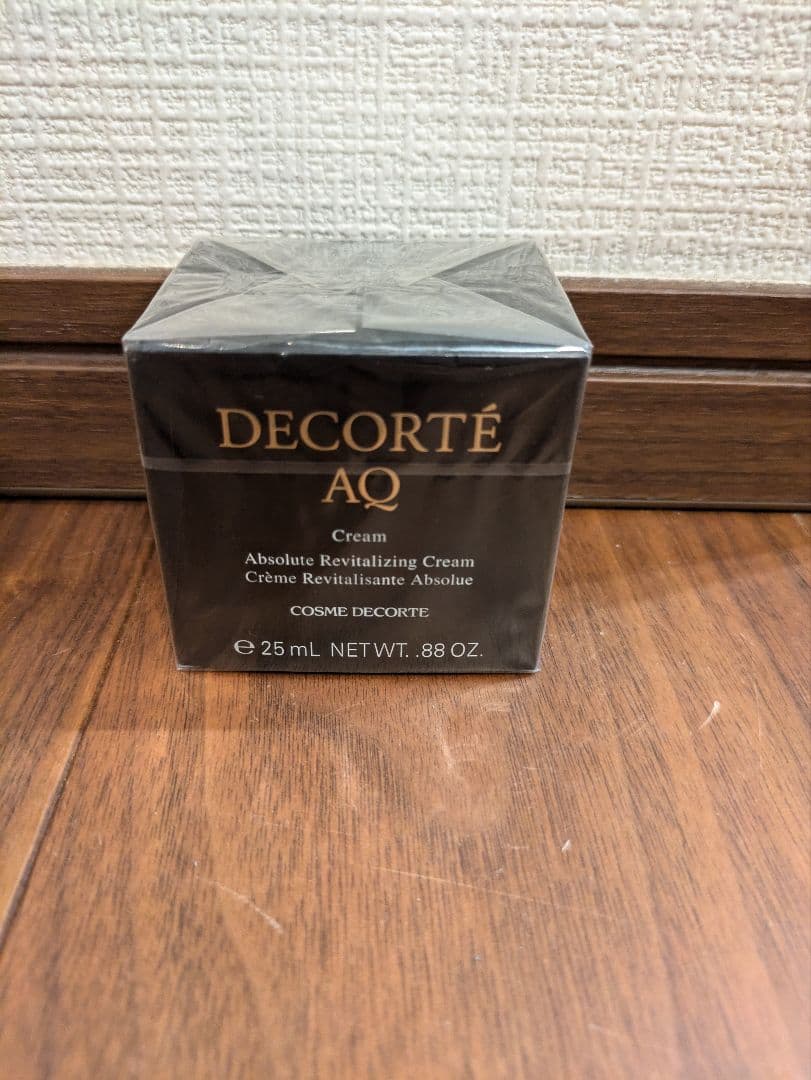 DECORTÉ
AQ
Cream
Absolute Revitalizing Cream
Crème Revitalisante Absolue
COSME DECORTE
℮ 25 mL NET WT. .88 OZ.